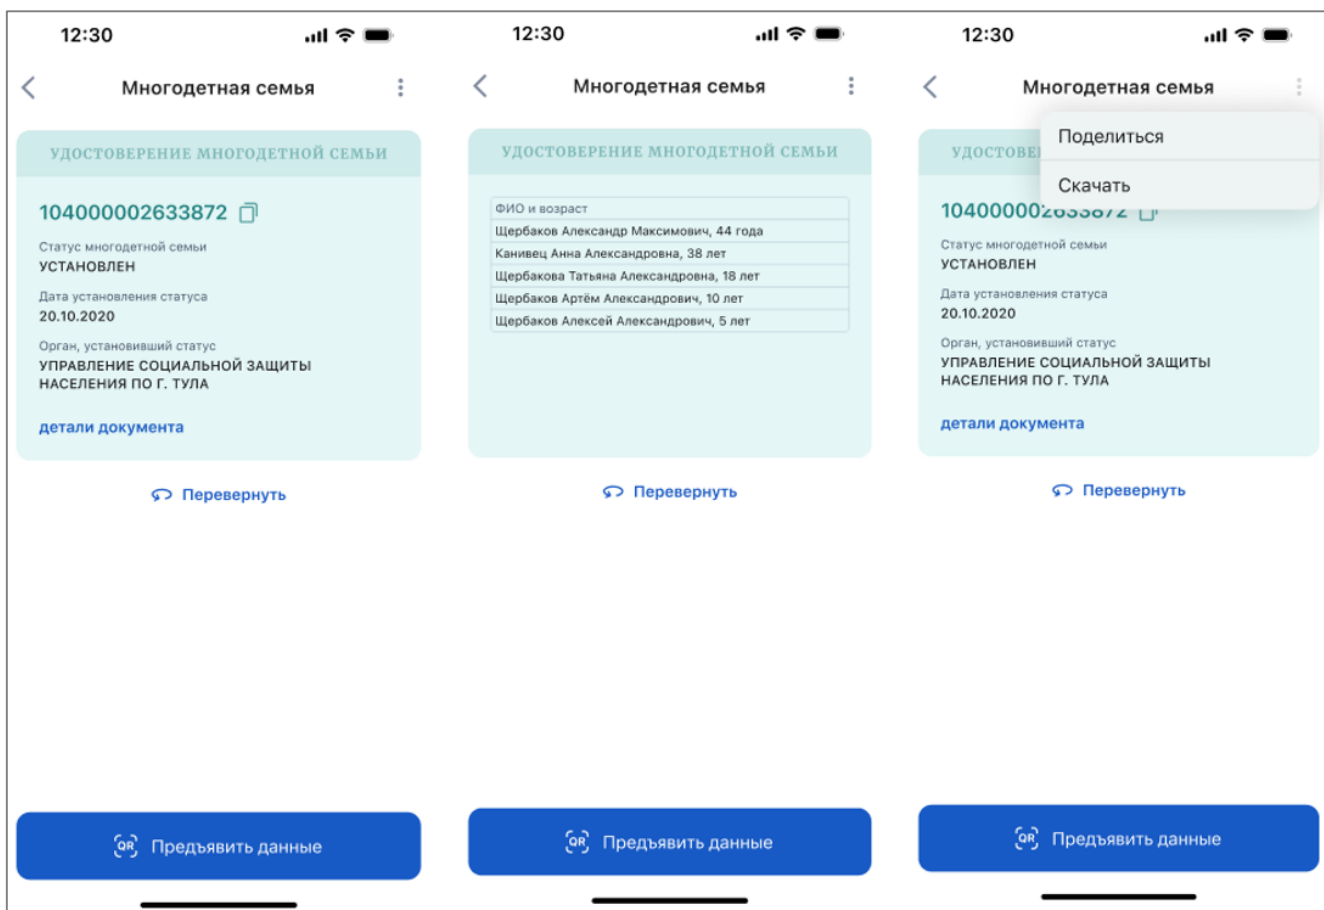 12:30
Многодетная семья
УДОСТОВЕРЕНИЕ МНОГОДЕТНОЙ СЕМЬИ
104000002633872
Статус многодетной семьи
УСТАНОВЛЕН
Дата установления статуса
20.10.2020
Орган, установивший статус
УПРАВЛЕНИЕ СОЦИАЛЬНОЙ ЗАЩИТЫ
НАСЕЛЕНИЯ ПО Г. ТУЛА
детали документа
Перевернуть
QR Предъявить данные
12:30
Многодетная семья
УДОСТОВЕРЕНИЕ МНОГОДЕТНОЙ СЕМЬИ
ФИО и возраст
Щербаков Александр Максимович, 44 года
Канивец Анна Александровна, 38 лет
Щербакова Татьяна Александровна, 18 лет
Щербаков Артём Александрович, 10 лет
Щербаков Алексей Александрович, 5 лет
Перевернуть
QR Предъявить данные
12:30
Многодетная семья
Поделиться
Скачать
УДОСТОВЕ
104000002633872
Статус многодетной семьи
УСТАНОВЛЕН
Дата установления статуса
20.10.2020
Орган, установивший статус
УПРАВЛЕНИЕ СОЦИАЛЬНОЙ ЗАЩИТЫ
НАСЕЛЕНИЯ ПО Г. ТУЛА
детали документа
Перевернуть
QR Предъявить данные